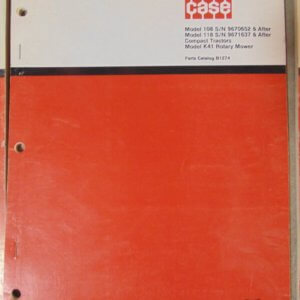 case
Model 108 S/N 9670652 & After
Model 118 S/N 9671637 & After
Compact Tractors
Model K41 Rotary Mower
Parts Catalog B1274